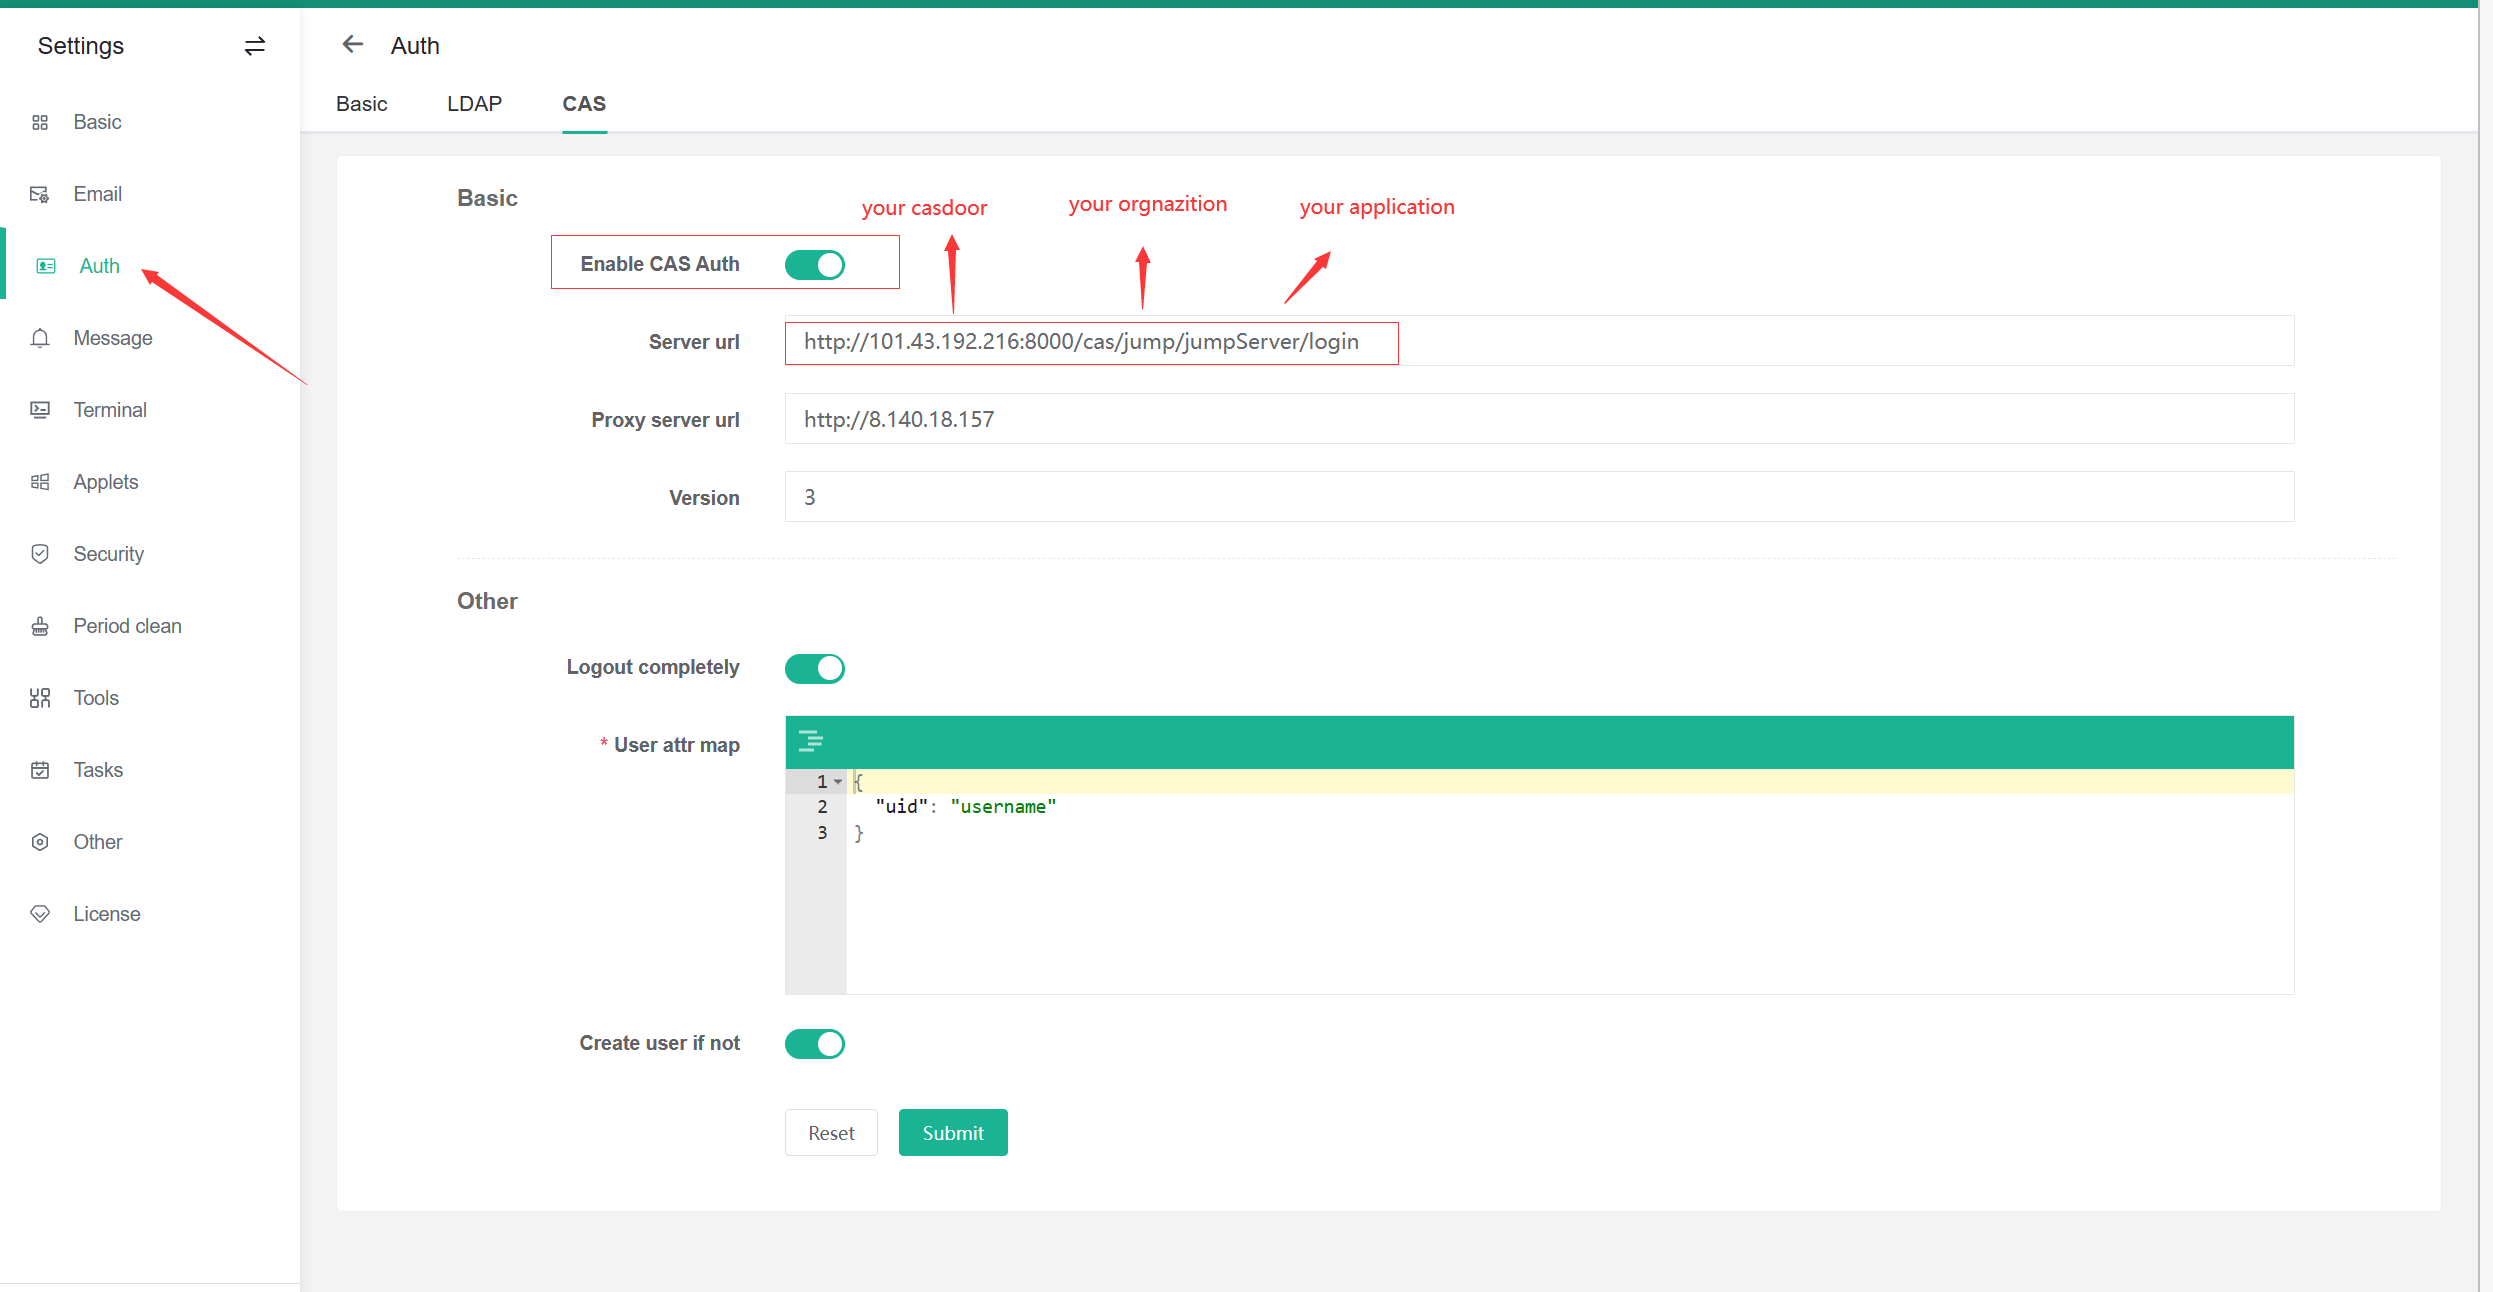 Settings
Auth
Basic
LDAP
CAS
Basic
Email
Auth
Message
Terminal
Applets
Security
Period clean
Tools
Tasks
Other
License
Basic
your casdoor
your orgnazition
your application
Enable CAS Auth
Server url
http://101.43.192.216:8000/cas/jump/jumpServer/login
Proxy server url
http://8.140.18.157
Version
3
Other
Logout completely
* User attr map
1 {
2 "uid": "username"
3 }
Create user if not
Reset
Submit